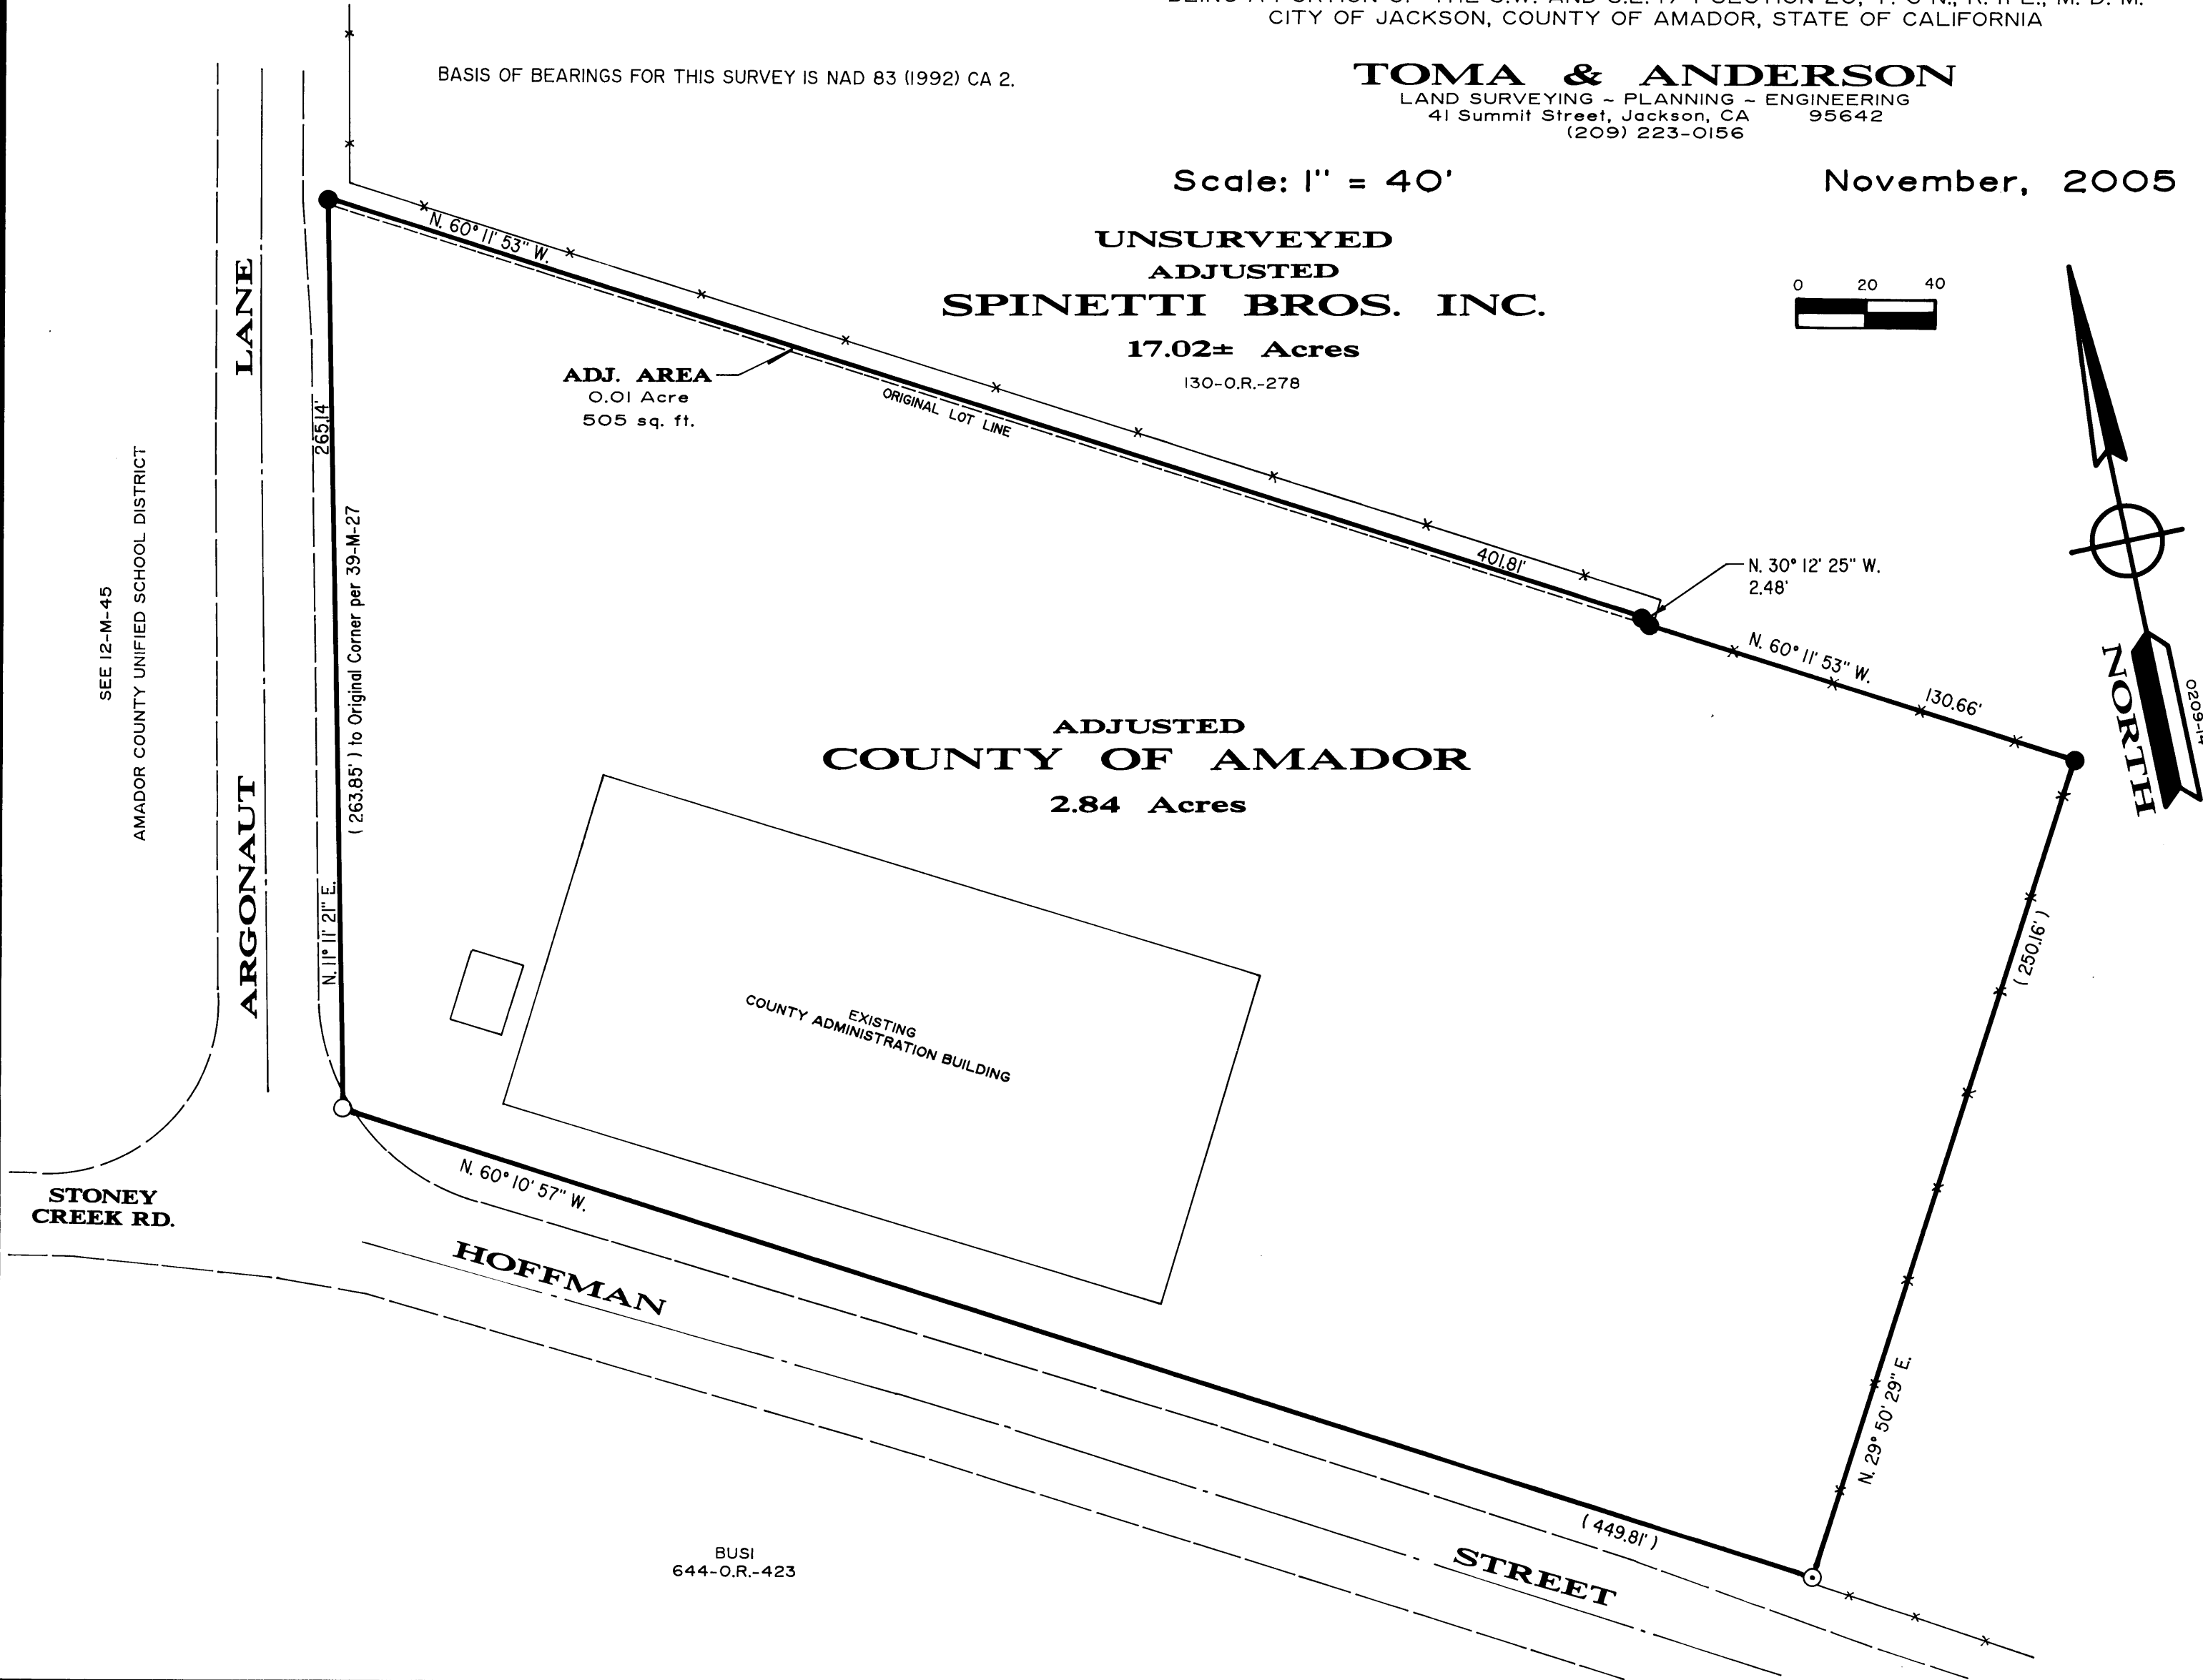 CITY OF JACKSON, COUNTY OF AMADOR, STATE OF CALIFORNIA
BASIS OF BEARINGS FOR THIS SURVEY IS NAD 83 (1992) CA 2.
TOMA & ANDERSON
LAND SURVEYING ~ PLANNING ~ ENGINEERING
41 Summit Street, Jackson, CA 95642
(209) 223-0156
Scale: 1" = 40'
November, 2005
UNSURVEYED
ADJUSTED
SPINETTI BROS. INC.
17.02± Acres
130-O.R.-278
0 20 40
N. 60° 11' 53" W.
ADJ. AREA
0.01 Acre
505 sq. ft.
ORIGINAL LOT LINE
401.81'
N. 30° 12' 25" W.
2.48'
N. 60° 11' 53" W.
130.66'
NORTH
0209-14
ARGONAUT LANE
265.14'
N. 11° 11' 21" E.
( 263.85' ) to Original Corner per 39-M-27
SEE 12-M-45
AMADOR COUNTY UNIFIED SCHOOL DISTRICT
ADJUSTED
COUNTY OF AMADOR
2.84 Acres
EXISTING
COUNTY ADMINISTRATION BUILDING
( 250.16' )
N. 29° 50' 29" E.
N. 60° 10' 57" W.
( 449.81' )
STONEY
CREEK RD.
HOFFMAN STREET
BUSI
644-O.R.-423